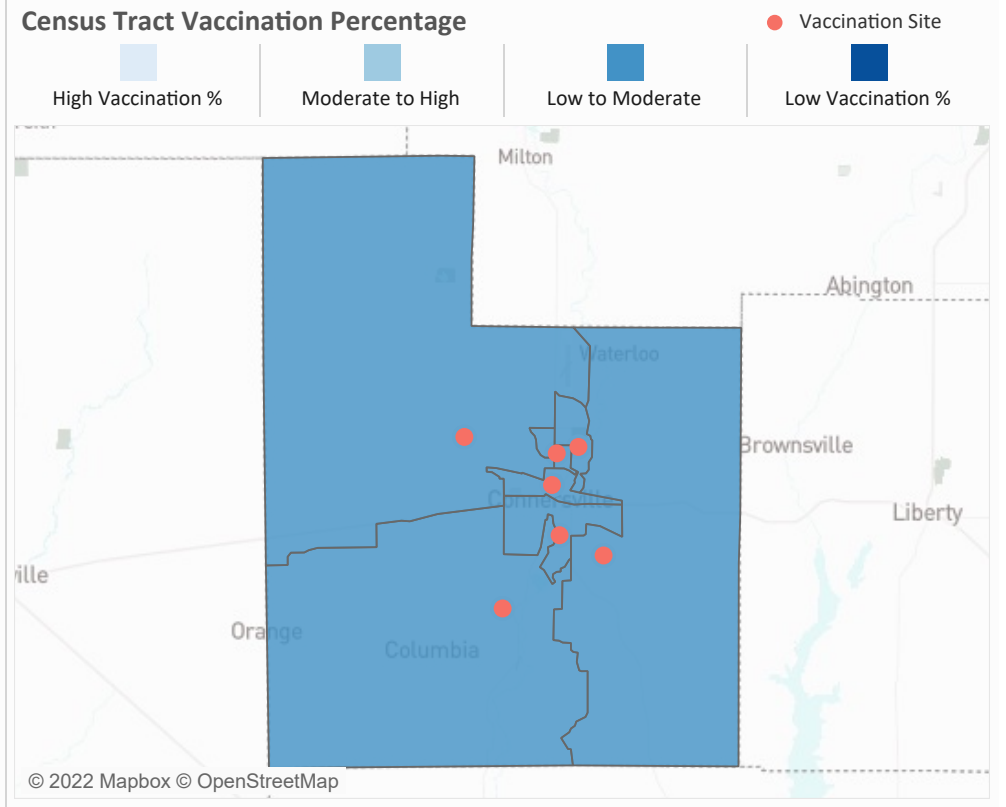 Census Tract Vaccination Percentage
Vaccination Site
High Vaccination %
Moderate to High
Low to Moderate
Low Vaccination %
Milton
Abington
Waterloo
Brownsville
Connersville
Liberty
ville
Orange
Columbia
© 2022 Mapbox © OpenStreetMap